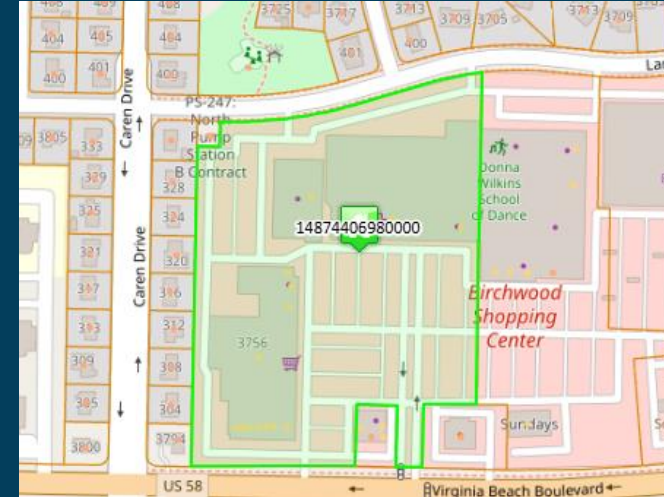 3725
3717
3713
3709
3705
3713
3709
404
405
404
401
400
400
401
400
Caren Drive
PS-247:
North
Pump
Station
B Contract
3805
333
329
328
325
324
321
320
317
316
313
312
309
308
305
304
3800
3794
Caren Drive
14874406980000
Donna
Wilkins
School
of Dance
Birchwood
Shopping
Center
3756
Sundays
US 58
Virginia Beach Boulevard